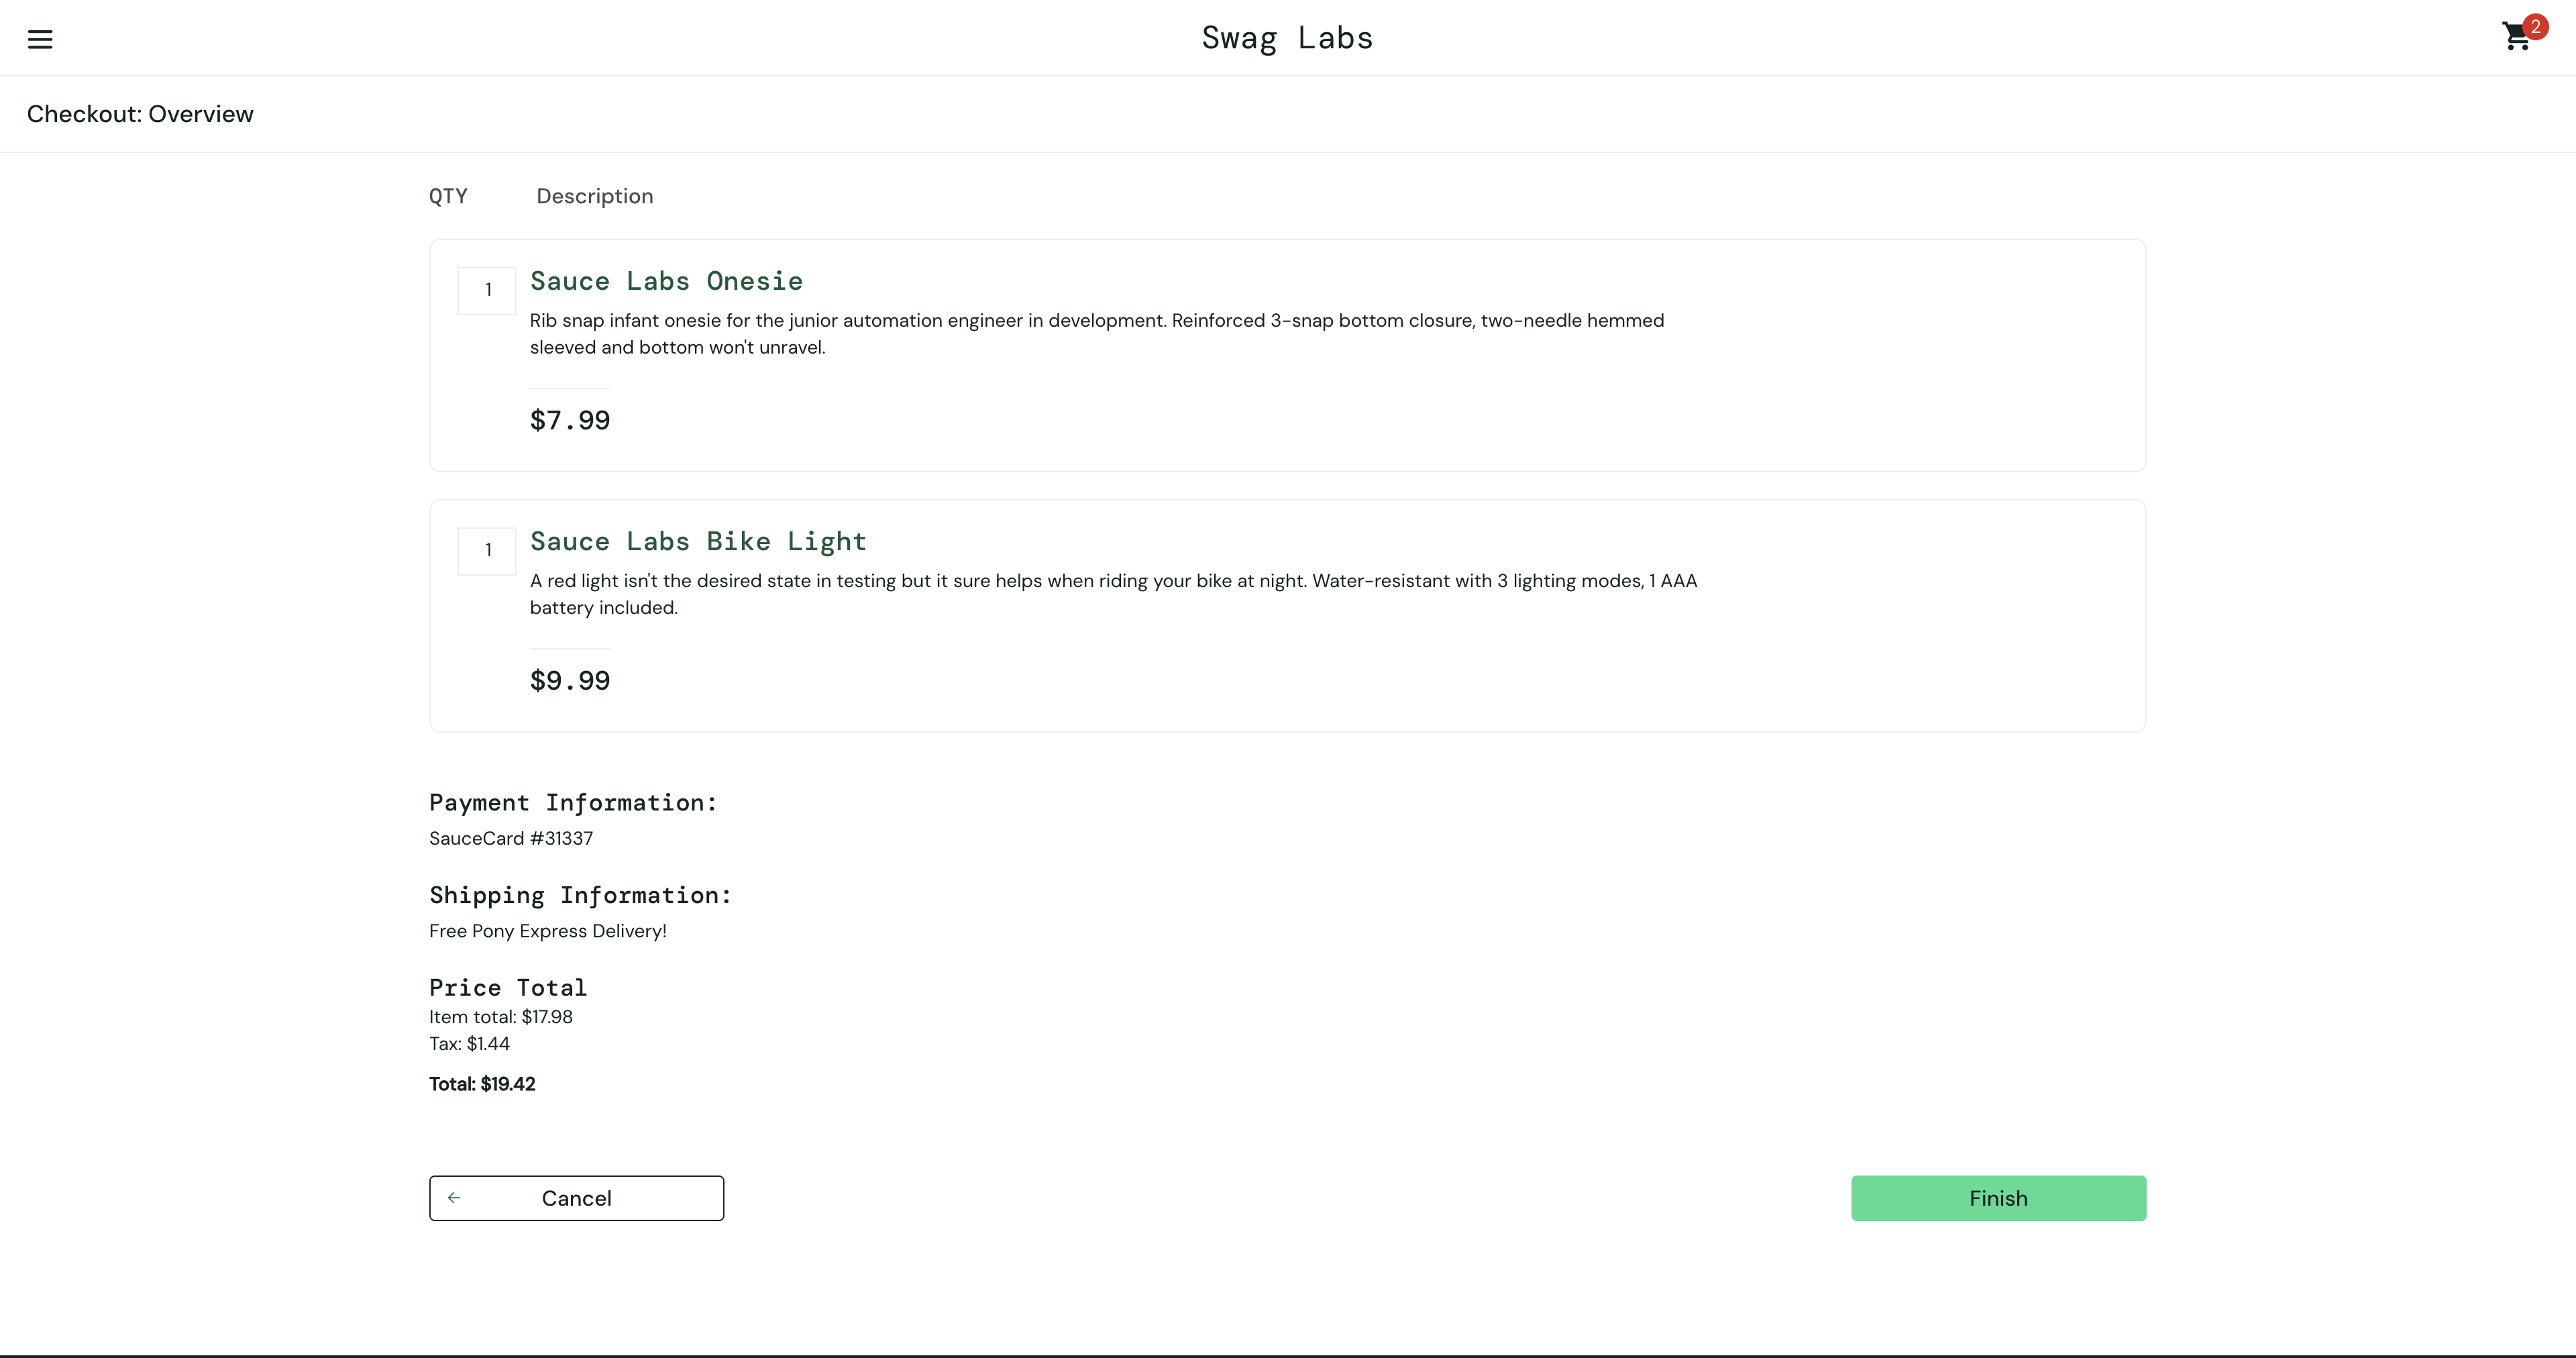 Swag Labs
2
Checkout: Overview
QTY Description
1
Sauce Labs Onesie
Rib snap infant onesie for the junior automation engineer in development. Reinforced 3-snap bottom closure, two-needle hemmed
sleeved and bottom won't unravel.
$7.99
1
Sauce Labs Bike Light
A red light isn't the desired state in testing but it sure helps when riding your bike at night. Water-resistant with 3 lighting modes, 1 AAA
battery included.
$9.99
Payment Information:
SauceCard #31337
Shipping Information:
Free Pony Express Delivery!
Price Total
Item total: $17.98
Tax: $1.44
Total: $19.42
Cancel
Finish